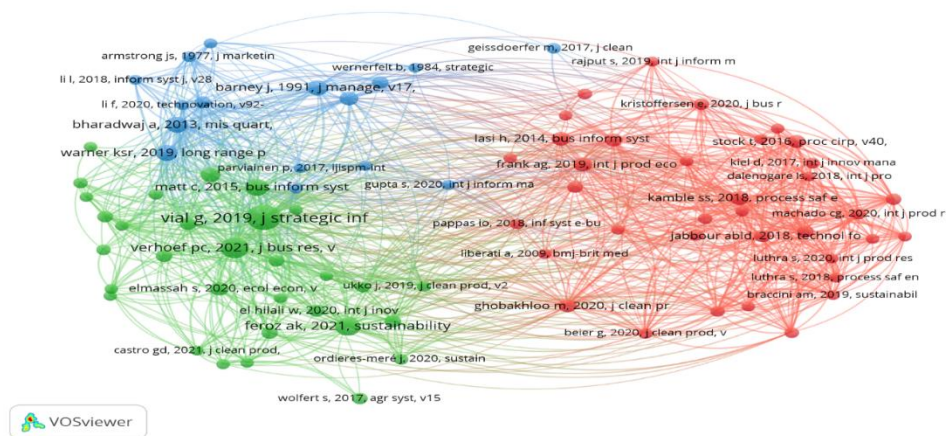 armstrong js, 1977, j marketin
geissdoerfer m, 2017, j clean
rajput s, 2019, int j inform m
wernerfelt b, 1984, strategic
li l, 2018, inform syst j, v28
barney j, 1991, j manage, v17,
li f, 2020, technovation, v92-
kristoffersen e, 2020, j bus r
bharadwaj a, 2013, mis quart,
lasi h, 2014, bus inform syst
stock t, 2016, proc cirp, v40,
warner ksr, 2019, long range p
parviainen p, 2017, ijispm-int
frank ag, 2019, int j prod eco
kiel d, 2017, int j innov mana
dalenogare ls, 2018, int j pro
matt c, 2015, bus inform syst
gupta s, 2020, int j inform ma
kamble ss, 2018, process saf e
machado cg, 2020, int j prod r
vial g, 2019, j strategic inf
pappas io, 2018, inf syst e-bu
jabbour abld, 2018, technol fo
verhoef pc, 2021, j bus res, v
liberati a, 2009, bmj-brit med
luthra s, 2020, int j prod res
luthra s, 2018, process saf en
elmassah s, 2020, ecol econ, v
ukko j, 2019, j clean prod, v2
braccini am, 2019, sustainabil
el hilali w, 2020, int j inov
ghobakhloo m, 2020, j clean pr
feroz ak, 2021, sustainability
beier g, 2020, j clean prod, v
castro gd, 2021, j clean prod,
ordieres-meré j, 2020, sustain
wolfert s, 2017, agr syst, v15
VOSviewer